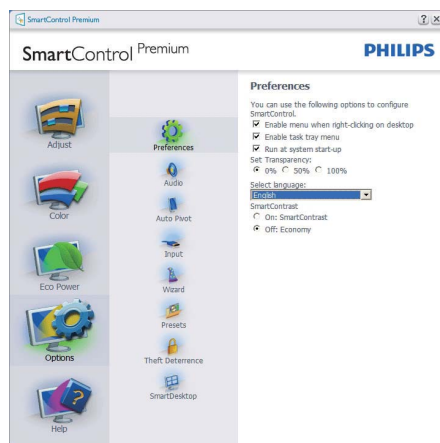 SmartControl Premium
SmartControl Premium
PHILIPS
Adjust
Color
Eco Power
Options
Help
Preferences
Audio
Auto Pivot
Input
Wizard
Presets
Theft Deterrence
SmartDesktop
Preferences
You can use the following options to configure
SmartControl.
Enable menu when right-clicking on desktop
Enable task tray menu
Run at system start-up
Set Transparency:
0% 50% 100%
Select language:
English
SmartContrast
On: SmartContrast
Off: Economy